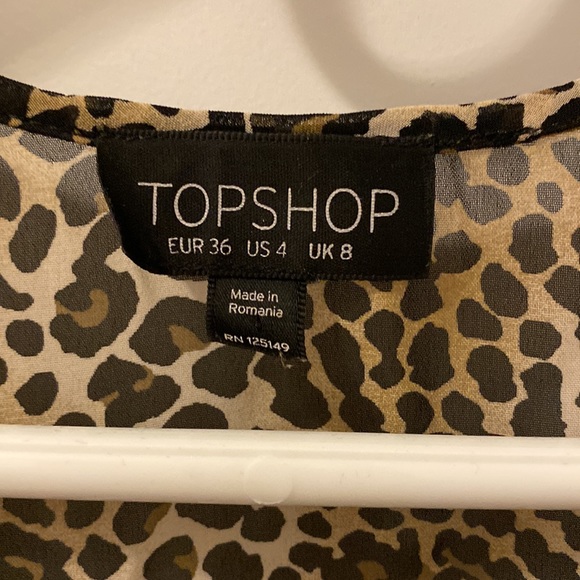 TOPSHOP
EUR 36 US 4 UK 8
Made in
Romania
RN 125149